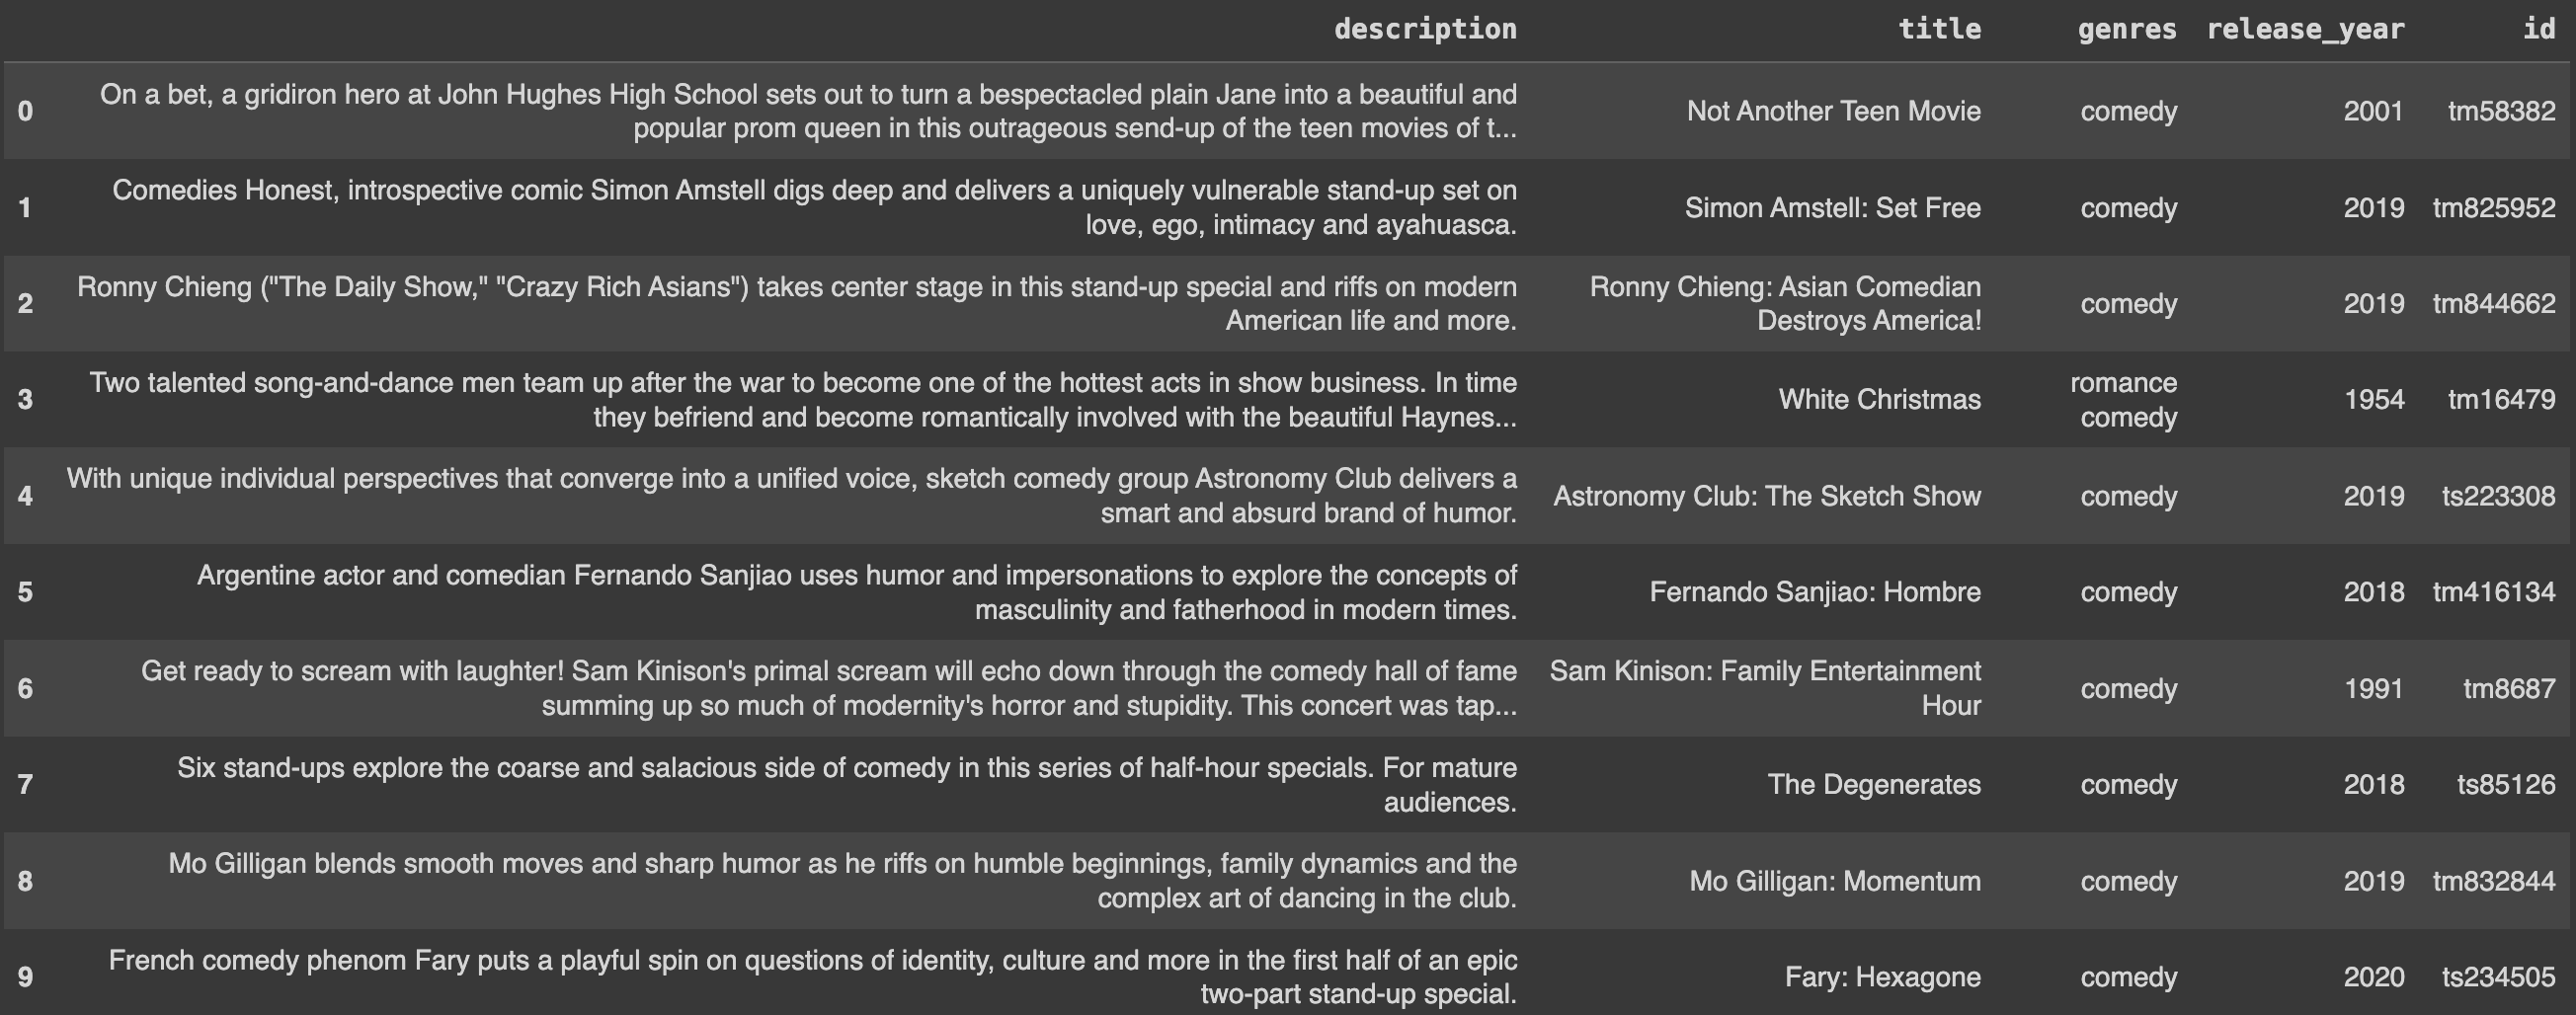 description title genres release_year id
0 On a bet, a gridiron hero at John Hughes High School sets out to turn a bespectacled plain Jane into a beautiful and
popular prom queen in this outrageous send-up of the teen movies of t... Not Another Teen Movie comedy 2001 tm58382
1 Comedies Honest, introspective comic Simon Amstell digs deep and delivers a uniquely vulnerable stand-up set on
love, ego, intimacy and ayahuasca. Simon Amstell: Set Free comedy 2019 tm825952
2 Ronny Chieng ("The Daily Show," "Crazy Rich Asians") takes center stage in this stand-up special and riffs on modern
American life and more. Ronny Chieng: Asian Comedian
Destroys America! comedy 2019 tm844662
3 Two talented song-and-dance men team up after the war to become one of the hottest acts in show business. In time
they befriend and become romantically involved with the beautiful Haynes... White Christmas romance
comedy 1954 tm16479
4 With unique individual perspectives that converge into a unified voice, sketch comedy group Astronomy Club delivers a
smart and absurd brand of humor. Astronomy Club: The Sketch Show comedy 2019 ts223308
5 Argentine actor and comedian Fernando Sanjiao uses humor and impersonations to explore the concepts of
masculinity and fatherhood in modern times. Fernando Sanjiao: Hombre comedy 2018 tm416134
6 Get ready to scream with laughter! Sam Kinison's primal scream will echo down through the comedy hall of fame
summing up so much of modernity's horror and stupidity. This concert was tap... Sam Kinison: Family Entertainment
Hour comedy 1991 tm8687
7 Six stand-ups explore the coarse and salacious side of comedy in this series of half-hour specials. For mature
audiences. The Degenerates comedy 2018 ts85126
8 Mo Gilligan blends smooth moves and sharp humor as he riffs on humble beginnings, family dynamics and the
complex art of dancing in the club. Mo Gilligan: Momentum comedy 2019 tm832844
9 French comedy phenom Fary puts a playful spin on questions of identity, culture and more in the first half of an epic
two-part stand-up special. Fary: Hexagone comedy 2020 ts234505